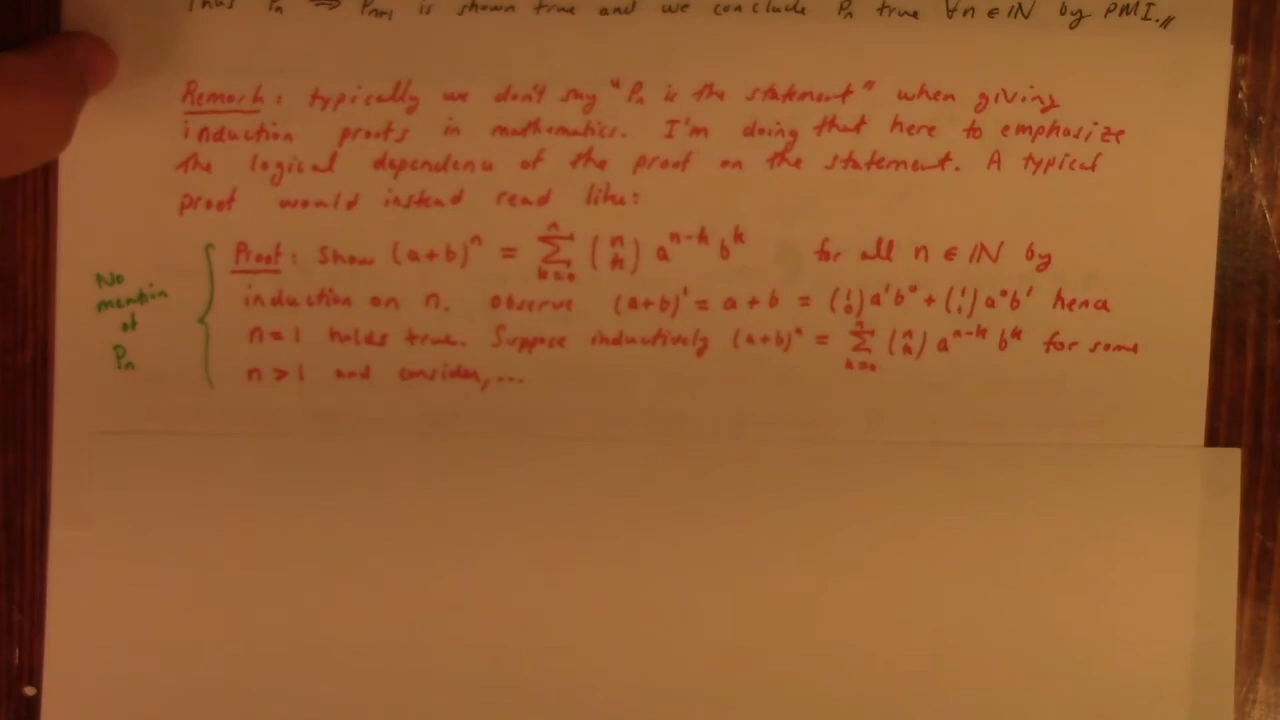 Thus Pn ⇒ Pn+1 is shown true and we conclude Pn true ∀n ∈ IN by PMI.//
Remark: typically we don't say "Pn is the statement" when giving
induction proofs in mathematics. I'm doing that here to emphasize
the logical dependence of the proof on the statement. A typical
proof would instead read like:
Proof: Show (a+b)^n = Σ_{k=0}^{n} (n k) a^{n-k} b^k for all n ∈ IN by
induction on n. Observe (a+b)^1 = a + b = (1 0) a^1 b^0 + (1 1) a^0 b^1 hence
n=1 holds true. Suppose inductively (a+b)^n = Σ_{k=0}^{n} (n k) a^{n-k} b^k for some
n > 1 and consider,...
No
mention
of
Pn